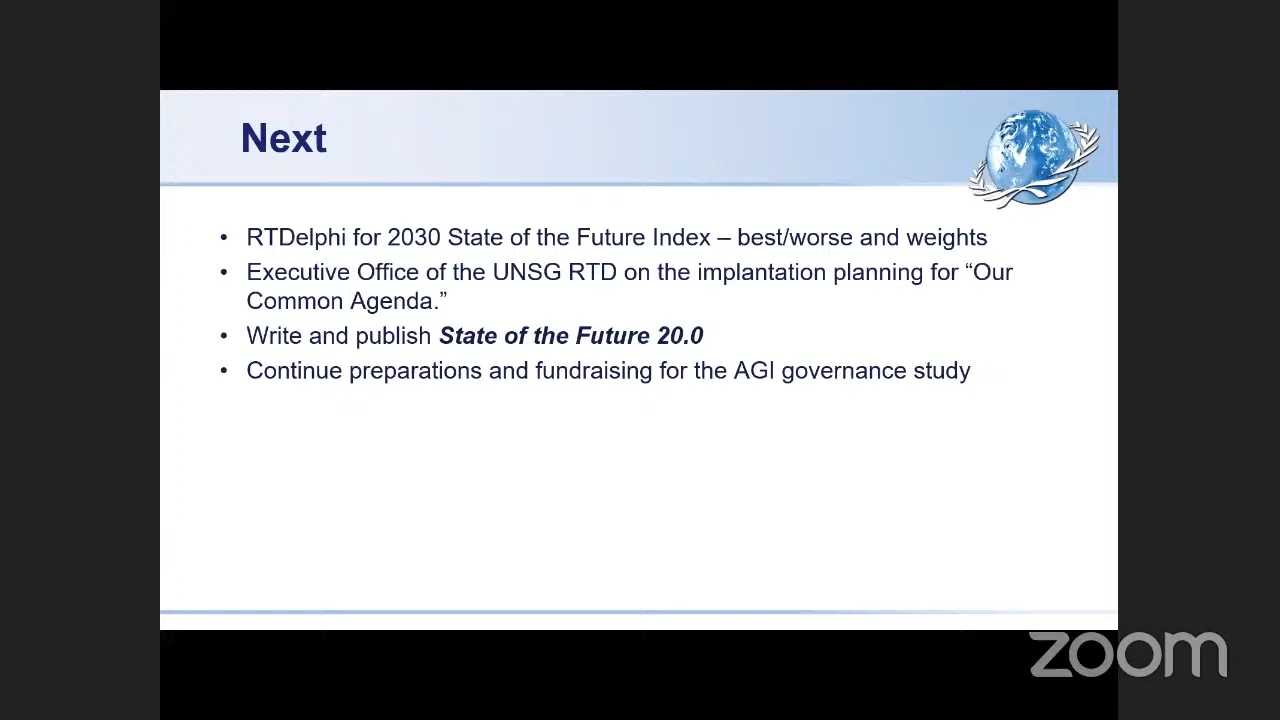 Next
• RTDelphi for 2030 State of the Future Index – best/worse and weights
• Executive Office of the UNSG RTD on the implantation planning for “Our
Common Agenda.”
• Write and publish State of the Future 20.0
• Continue preparations and fundraising for the AGI governance study
zoom